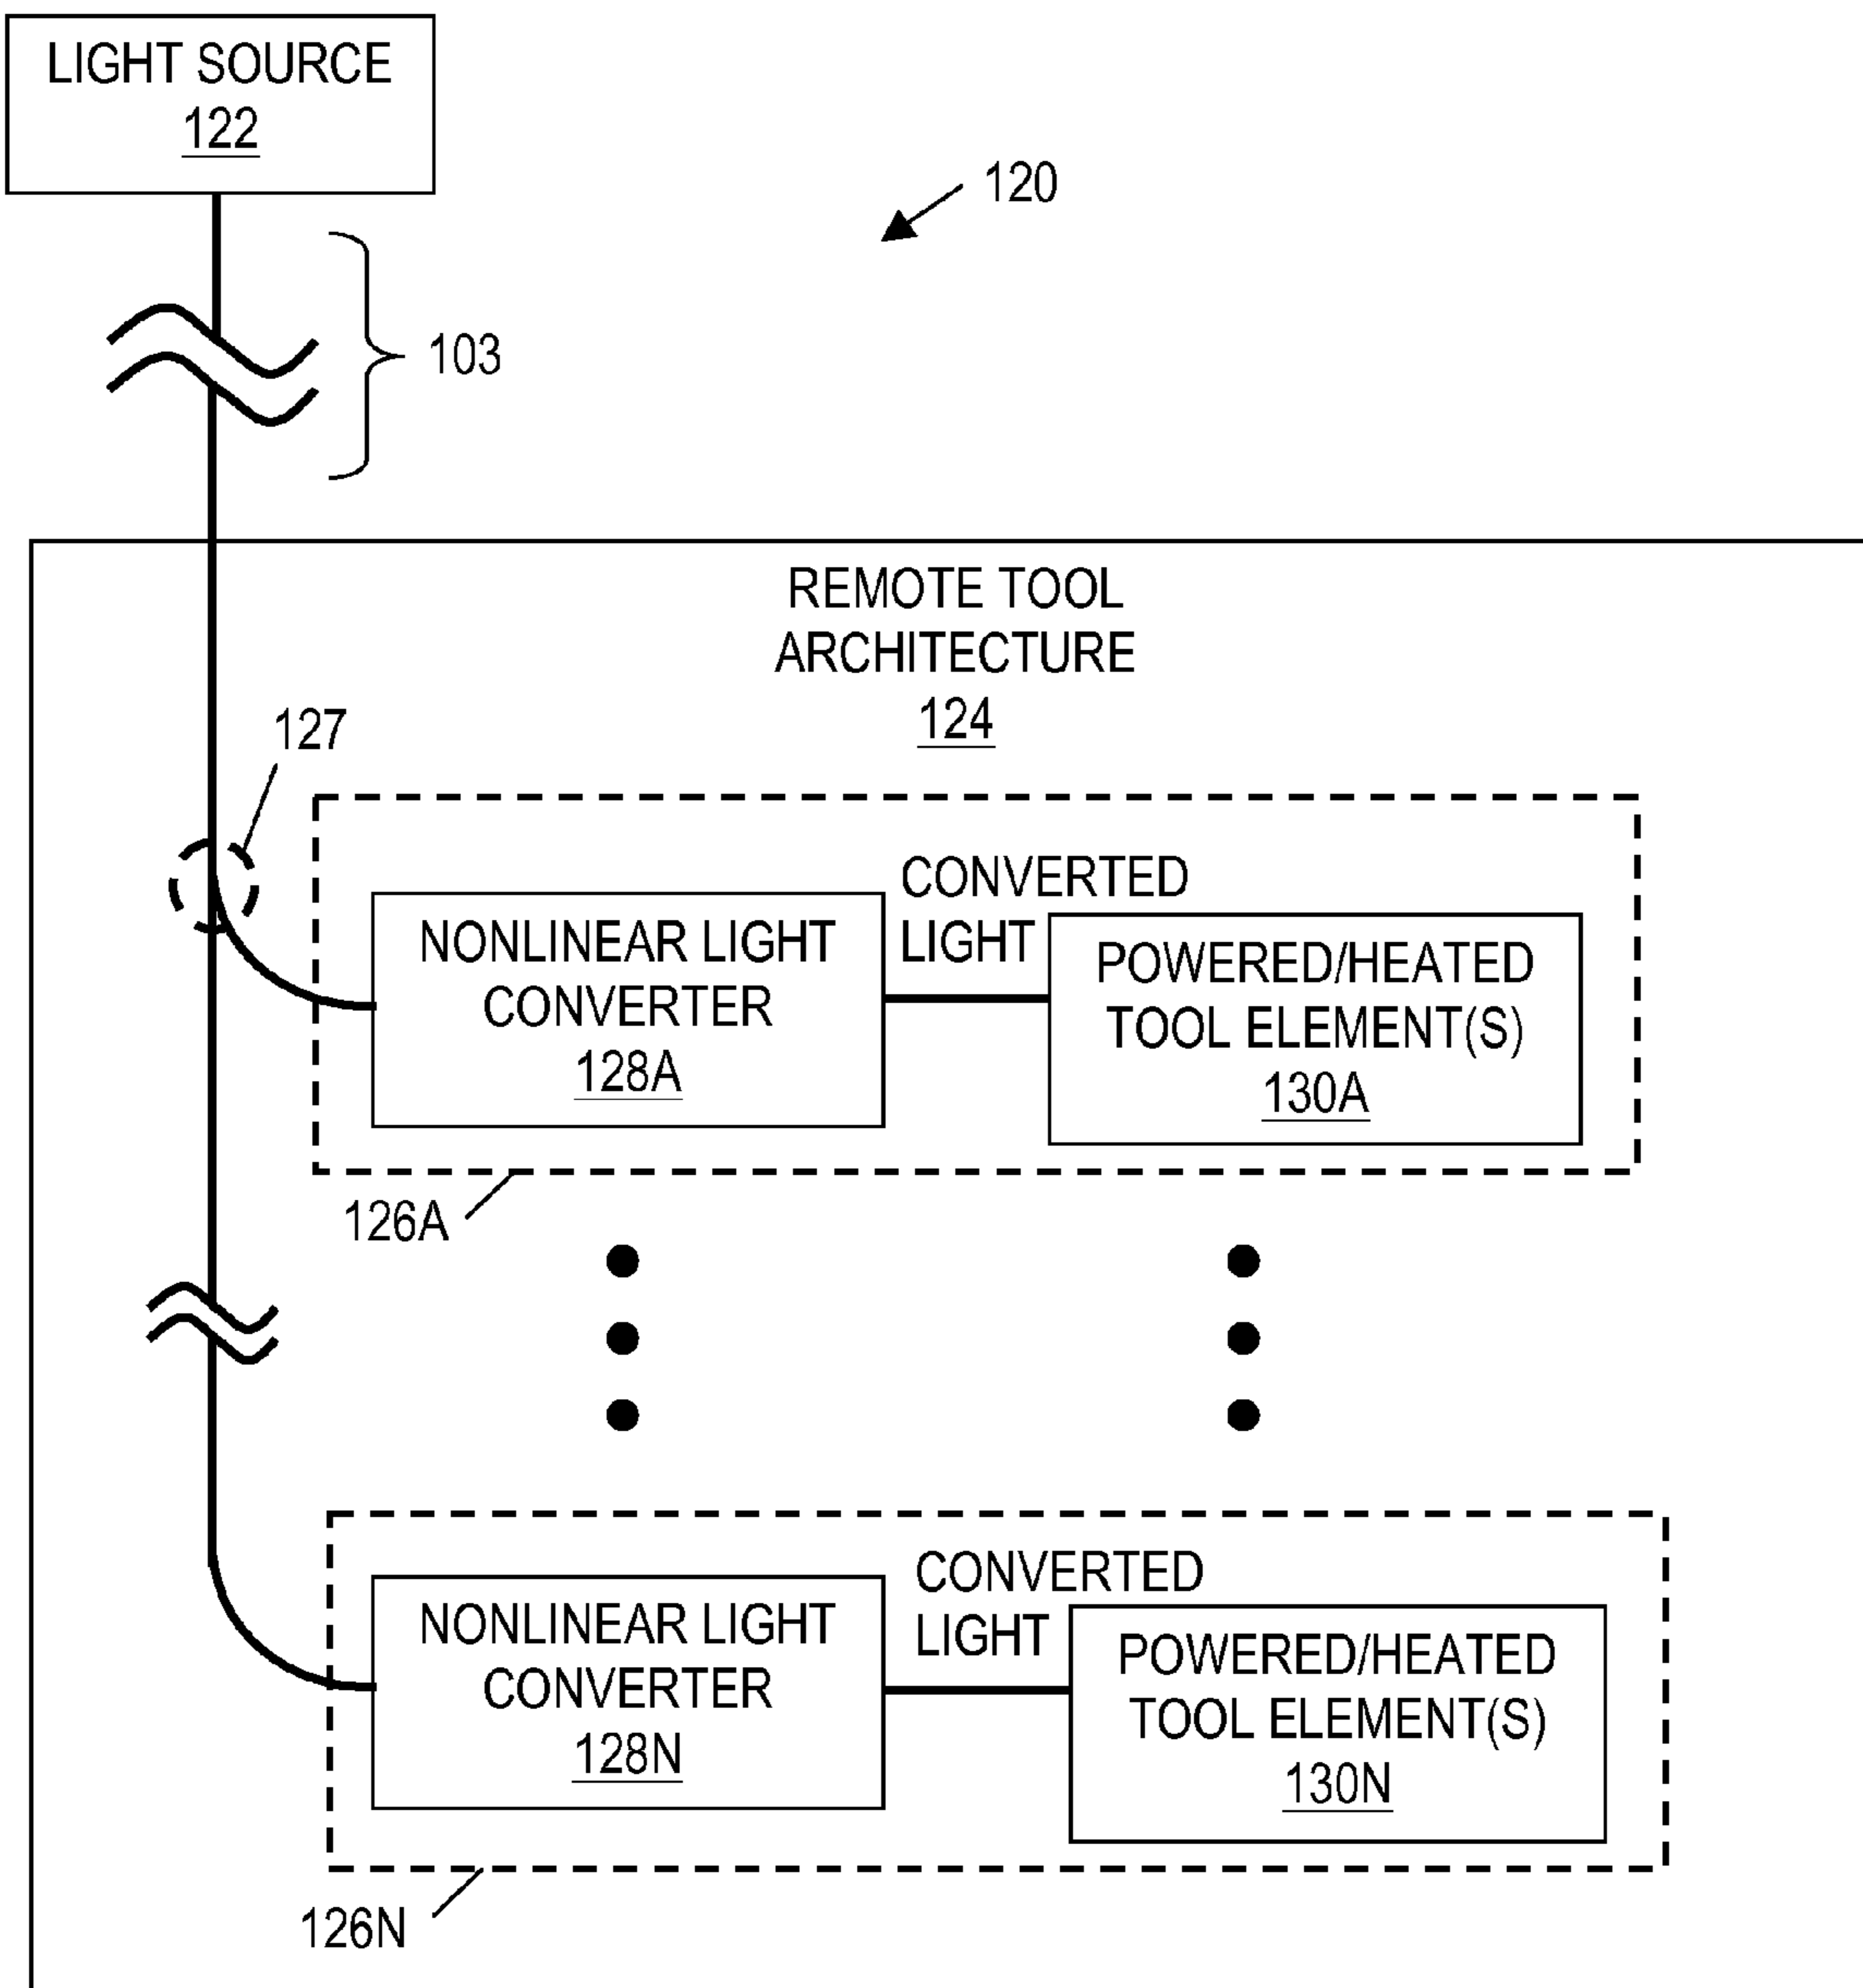 LIGHT SOURCE
122
120
103
REMOTE TOOL
ARCHITECTURE
124
127
CONVERTED
LIGHT
NONLINEAR LIGHT
CONVERTER
128A
POWERED/HEATED
TOOL ELEMENT(S)
130A
126A
CONVERTED
LIGHT
NONLINEAR LIGHT
CONVERTER
128N
POWERED/HEATED
TOOL ELEMENT(S)
130N
126N